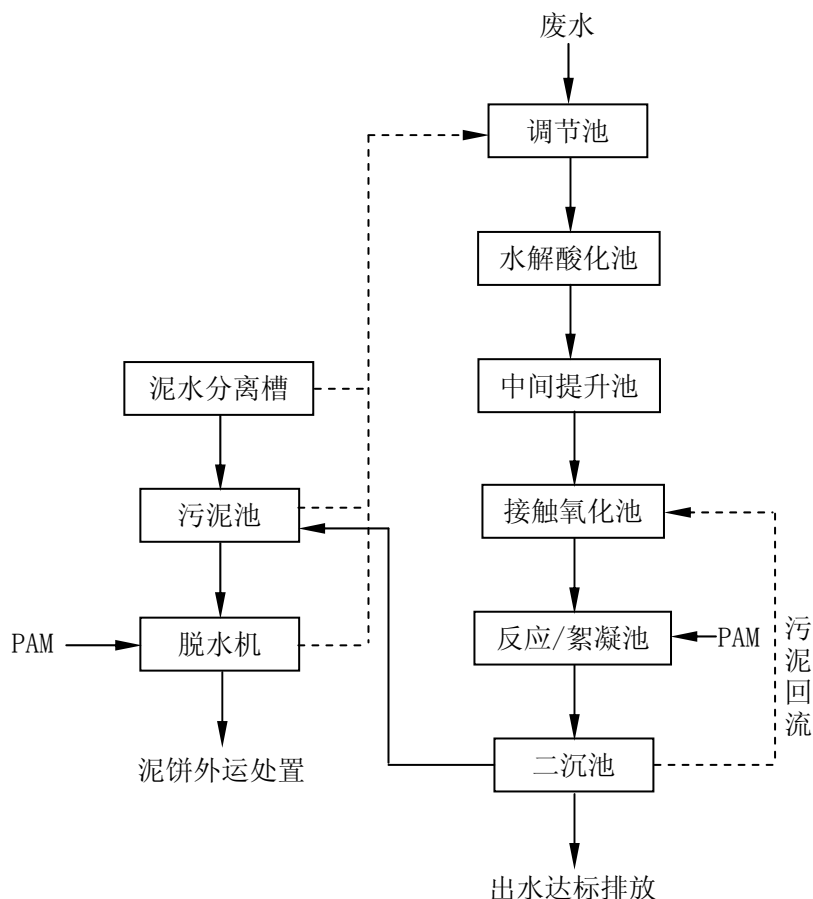 废水
调节池
水解酸化池
泥水分离槽
中间提升池
污泥池
接触氧化池
PAM
脱水机
反应/絮凝池
PAM
污泥回流
泥饼外运处置
二沉池
出水达标排放